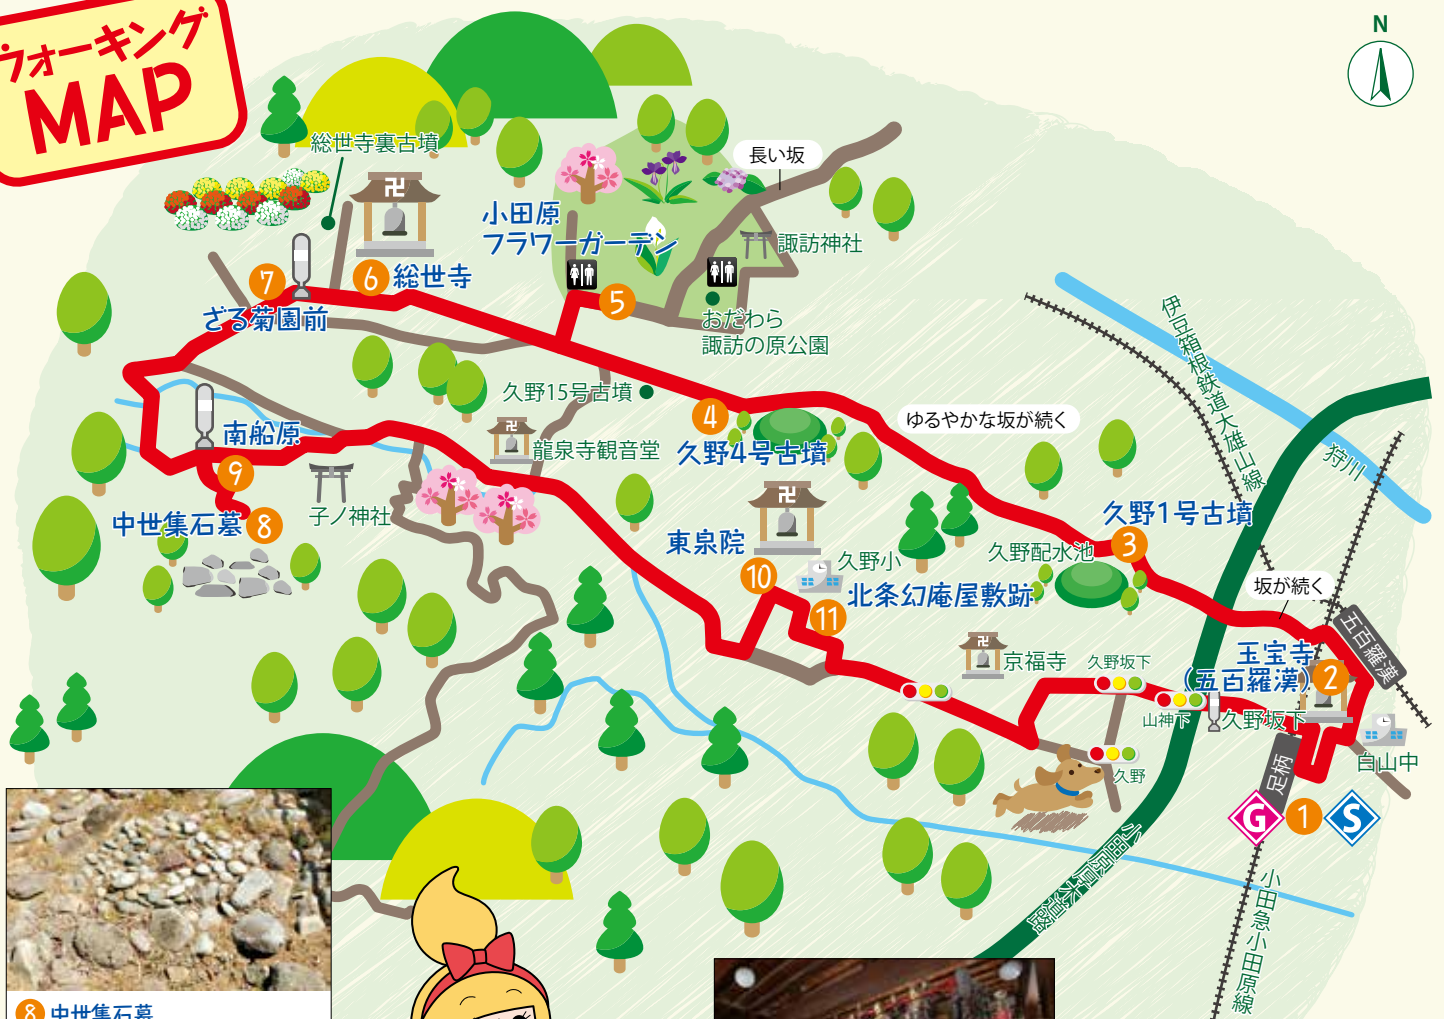 ウォーキング
MAP
N
総世寺裏古墳
長い坂
小田原
フラワーガーデン
諏訪神社
7
6 総世寺
5
ざる菊園前
おだわら
諏訪の原公園
伊豆箱根鉄道大雄山線
久野15号古墳
4
ゆるやかな坂が続く
南船原
龍泉寺観音堂
久野4号古墳
狩川
9
中世集石墓 8
子ノ神社
久野1号古墳
東泉院
久野小
久野配水池
3
10
北条幻庵屋敷跡
坂が続く
11
五百羅漢
玉宝寺
(五百羅漢)
2
京福寺
久野坂下
山神下
久野坂下
白山中
足柄
久野
G 1 S
小田原厚木道路
小田急小田原線
8 中世集石墓